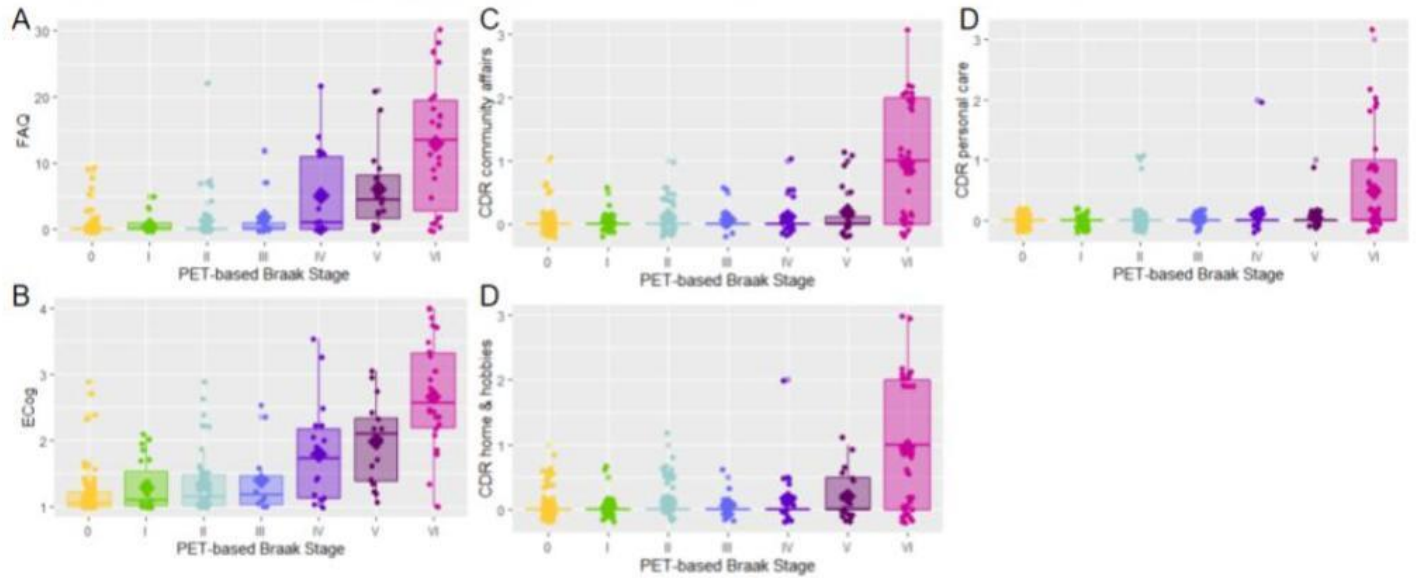 A
FAQ
30
20
10
0
0 I II III IV V VI
PET-based Braak Stage
B
ECog
4
3
2
1
0 I II III IV V VI
PET-based Braak Stage
C
CDR community affairs
3
2
1
0
0 I II III IV V VI
PET-based Braak Stage
D
CDR home & hobbies
3
2
1
0
0 I II III IV V VI
PET-based Braak Stage
D
CDR personal care
3
2
1
0
0 I II III IV V VI
PET-based Braak Stage